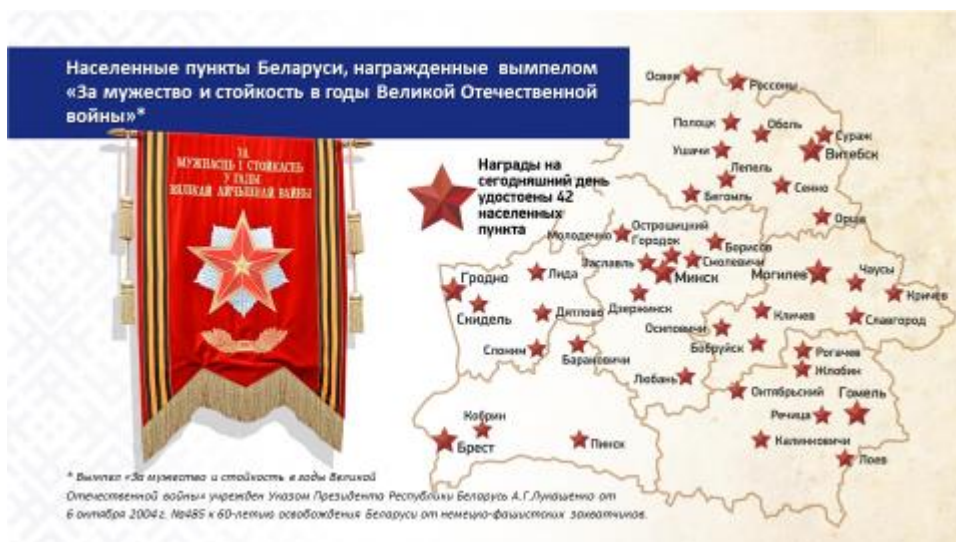 Населенные пункты Беларуси, награжденные вымпелом
«За мужество и стойкость в годы Великой Отечественной
войны»*
ЗА
МУЖНАСЦЬ І СТОЙКАСЦЬ
У ГАДЫ
ВЯЛІКАЙ АЙЧЫННАЙ ВАЙНЫ
Награды на
сегодняшний день
удостоены 42
населенных
пункта
Освея
Россоны
Полоцк
Оболь
Сураж
Ушачи
Витебск
Лепель
Бегомль
Сенно
Орша
Молодечно
Острошицкий
Городок
Борисов
Заславль
Смолевичи
Минск
Дзержинск
Могилев
Чаусы
Кричев
Славгород
Кличев
Осиповичи
Бобруйск
Рогачев
Жлобин
Любань
Октябрьский
Гомель
Речица
Калинковичи
Лоев
Гродно
Лида
Скидель
Дятлово
Слоним
Барановичи
Кобрин
Брест
Пинск
* Вымпел «За мужество и стойкость в годы Великой
Отечественной войны» учрежден Указом Президента Республики Беларусь А.Г.Лукашенко от
6 октября 2004 г. №485 к 60-летию освобождения Беларуси от немецко-фашистских захватчиков.